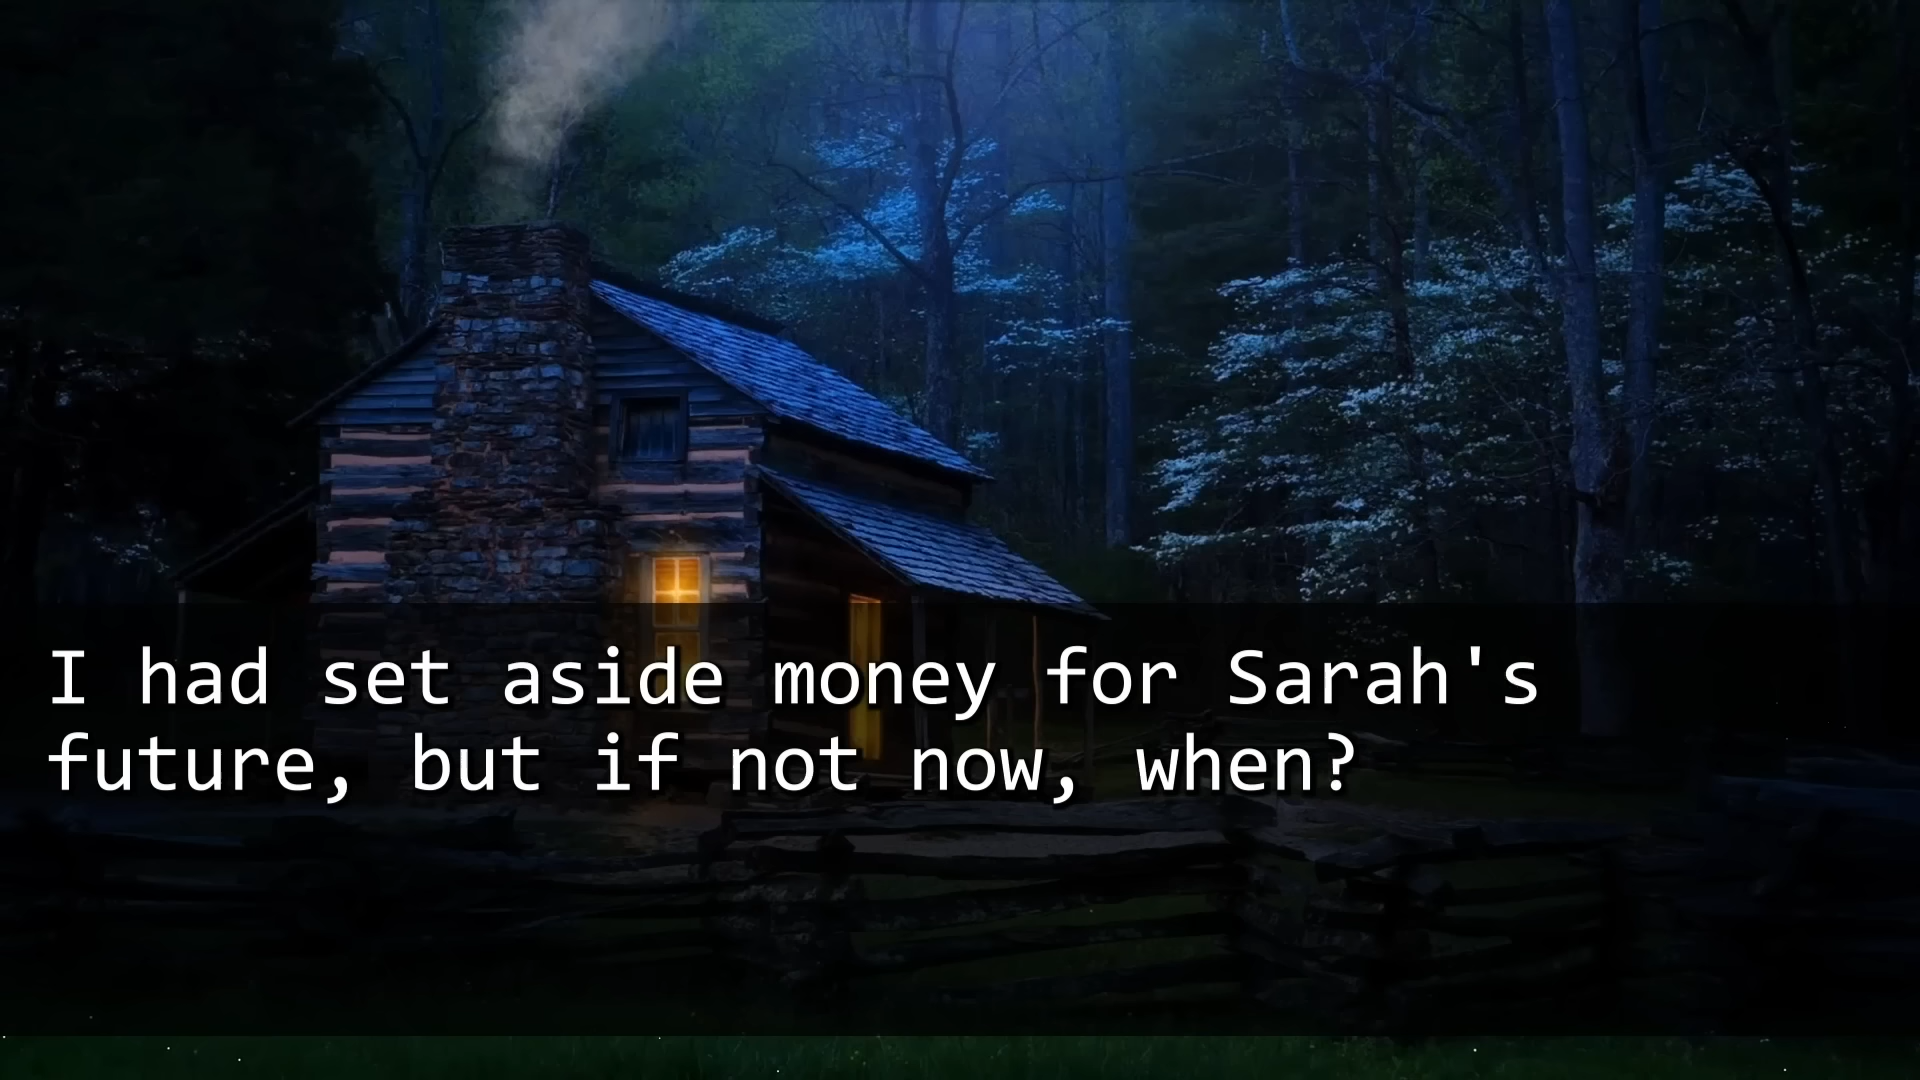 I had set aside money for Sarah's
future, but if not now, when?